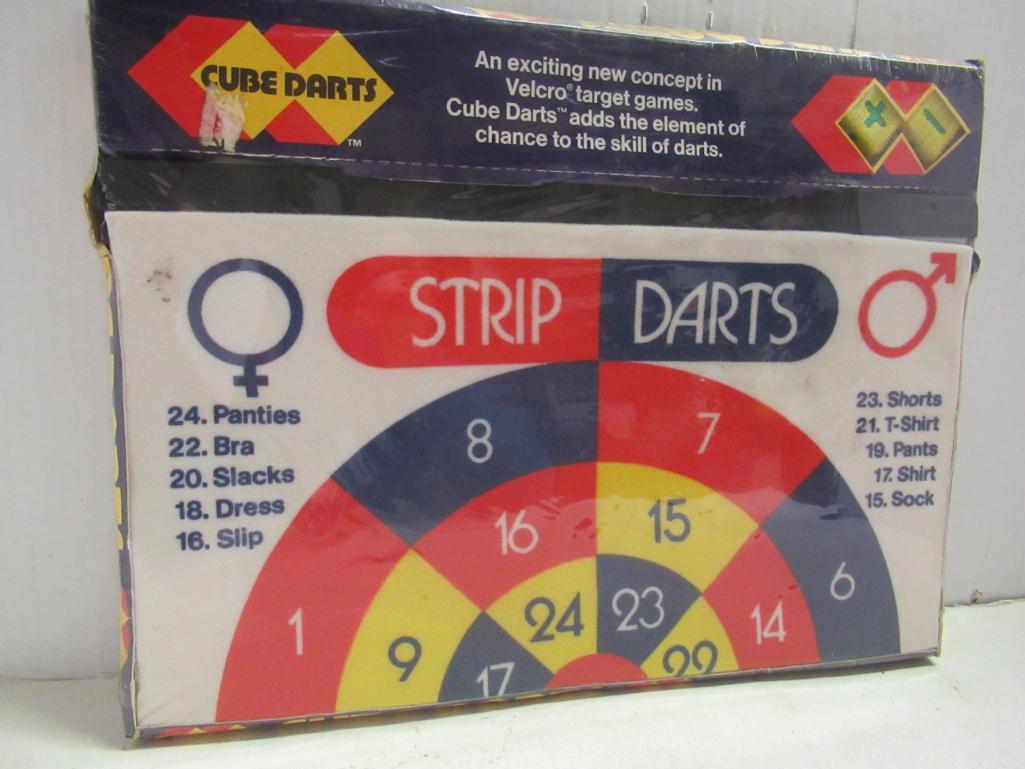 CUBE DARTS
TM
An exciting new concept in
Velcro® target games.
Cube Darts™ adds the element of
chance to the skill of darts.
+ -
STRIP DARTS
24. Panties
22. Bra
20. Slacks
18. Dress
16. Slip
23. Shorts
21. T-Shirt
19. Pants
17. Shirt
15. Sock
8 7
16 15
1 9 17 24 23 22 14 6